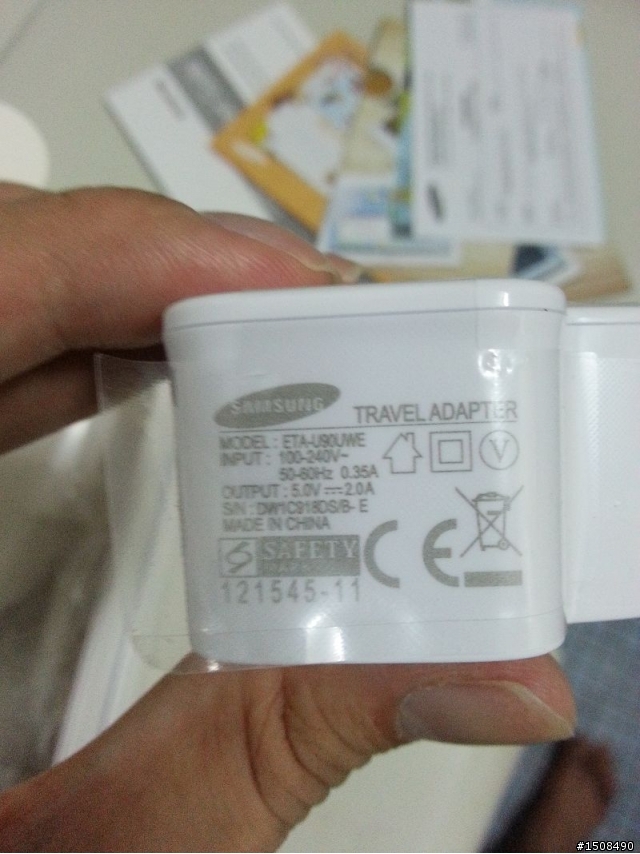 SAMSUNG
TRAVEL ADAPTER
MODEL : ETA-U90UWE
INPUT : 100-240V~
50-60Hz 0.35A
OUTPUT : 5.0V ⎓ 2.0A
S/N : DW1C918DS/B- E
MADE IN CHINA
V
SAFETY
MARK
CE
121545-11
#1508490